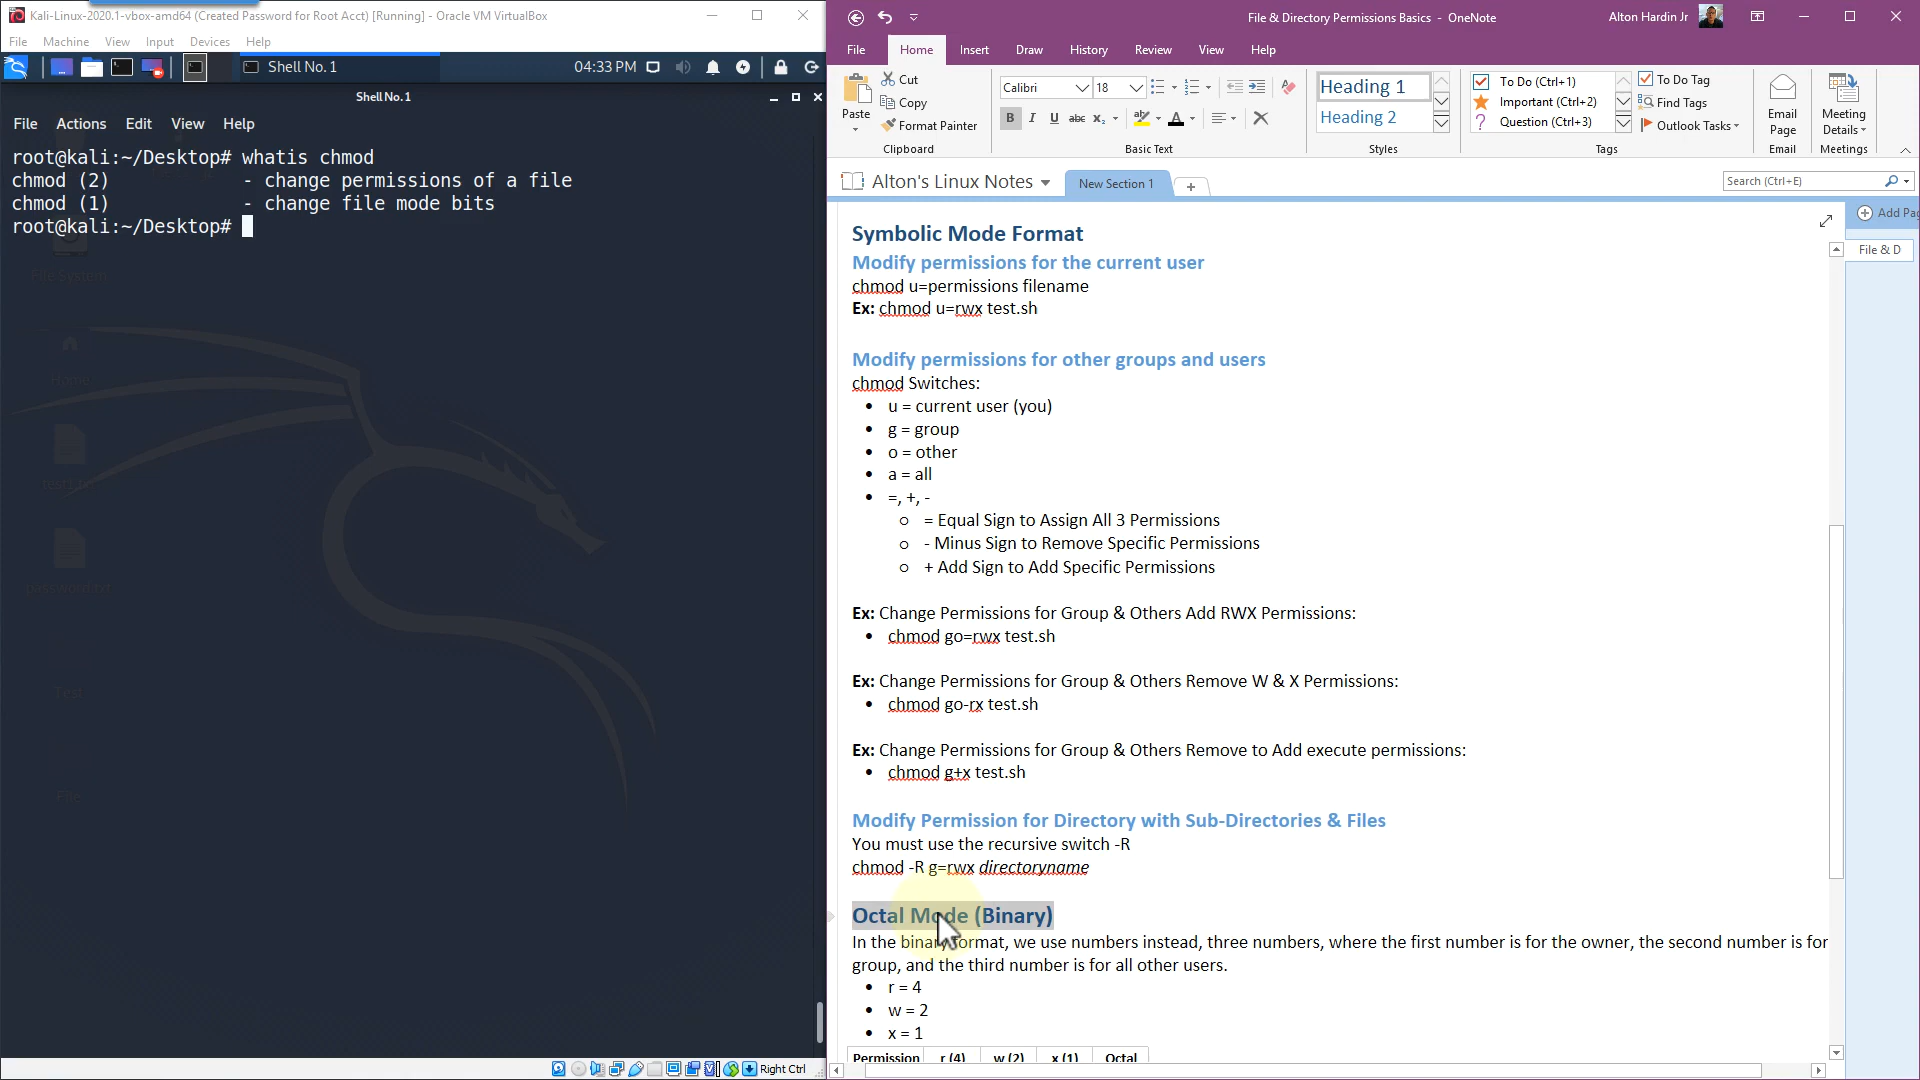 Kali-Linux-2020.1-vbox-amd64 (Created Password for Root Acct) [Running] - Oracle VM VirtualBox
File Machine View Input Devices Help
Shell No. 1
04:33 PM
Shell No. 1
File Actions Edit View Help
root@kali:~/Desktop# whatis chmod
chmod (2) - change permissions of a file
chmod (1) - change file mode bits
root@kali:~/Desktop#
File System
Home
password.txt
Test
File
Right Ctrl
File & Directory Permissions Basics - OneNote
Alton Hardin Jr
File Home Insert Draw History Review View Help
Paste
Cut
Copy
Format Painter
Clipboard
Calibri 18
B I U abc X₂ ab A
Basic Text
Heading 1
Heading 2
Styles
To Do (Ctrl+1)
Important (Ctrl+2)
Question (Ctrl+3)
To Do Tag
Find Tags
Outlook Tasks
Tags
Email Page
Email
Meeting Details
Meetings
Alton's Linux Notes
New Section 1
+
Search (Ctrl+E)
Add Pag
File & D
Symbolic Mode Format
Modify permissions for the current user
chmod u=permissions filename
Ex: chmod u=rwx test.sh
Modify permissions for other groups and users
chmod Switches:
• u = current user (you)
• g = group
• o = other
• a = all
• =, +, -
o = Equal Sign to Assign All 3 Permissions
o - Minus Sign to Remove Specific Permissions
o + Add Sign to Add Specific Permissions
Ex: Change Permissions for Group & Others Add RWX Permissions:
• chmod go=rwx test.sh
Ex: Change Permissions for Group & Others Remove W & X Permissions:
• chmod go-rx test.sh
Ex: Change Permissions for Group & Others Remove to Add execute permissions:
• chmod g+x test.sh
Modify Permission for Directory with Sub-Directories & Files
You must use the recursive switch -R
chmod -R g=rwx directoryname
Octal Mode (Binary)
In the binary format, we use numbers instead, three numbers, where the first number is for the owner, the second number is for
group, and the third number is for all other users.
• r = 4
• w = 2
• x = 1
Permission r (4) w (2) x (1) Octal